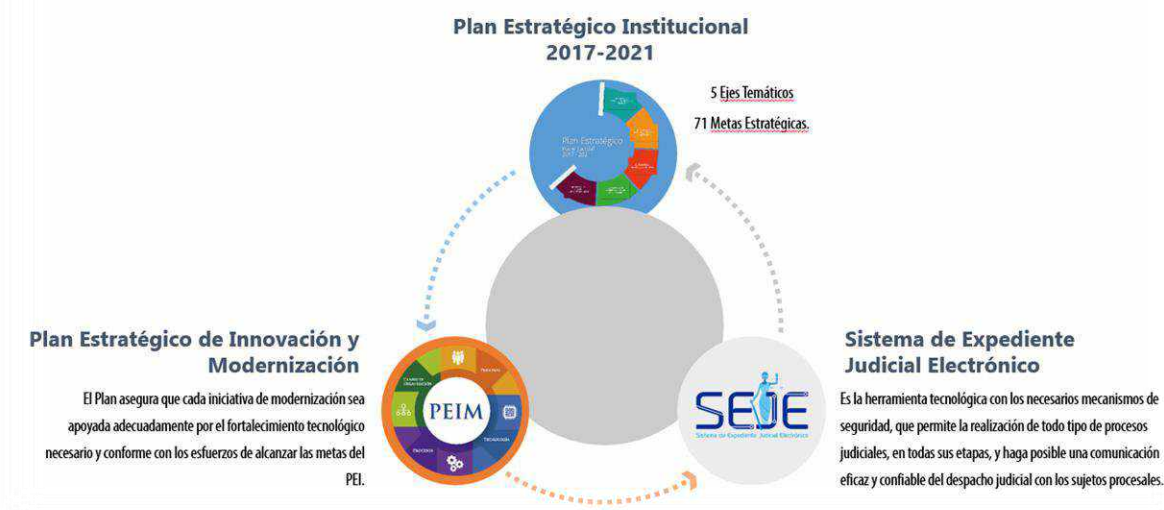 Plan Estratégico Institucional
2017-2021
5 Ejes Temáticos
71 Metas Estratégicas.
Plan Estratégico
Plan Estratégico de Innovación y
Modernización
El Plan asegura que cada iniciativa de modernización sea
apoyada adecuadamente por el fortalecimiento tecnológico
necesario y conforme con los esfuerzos de alcanzar las metas del
PEI.
PEIM
SEJE
Sistema de Expediente Judicial Electrónico
Sistema de Expediente
Judicial Electrónico
Es la herramienta tecnológica con los necesarios mecanismos de
seguridad, que permite la realización de todo tipo de procesos
judiciales, en todas sus etapas, y haga posible una comunicación
eficaz y confiable del despacho judicial con los sujetos procesales.